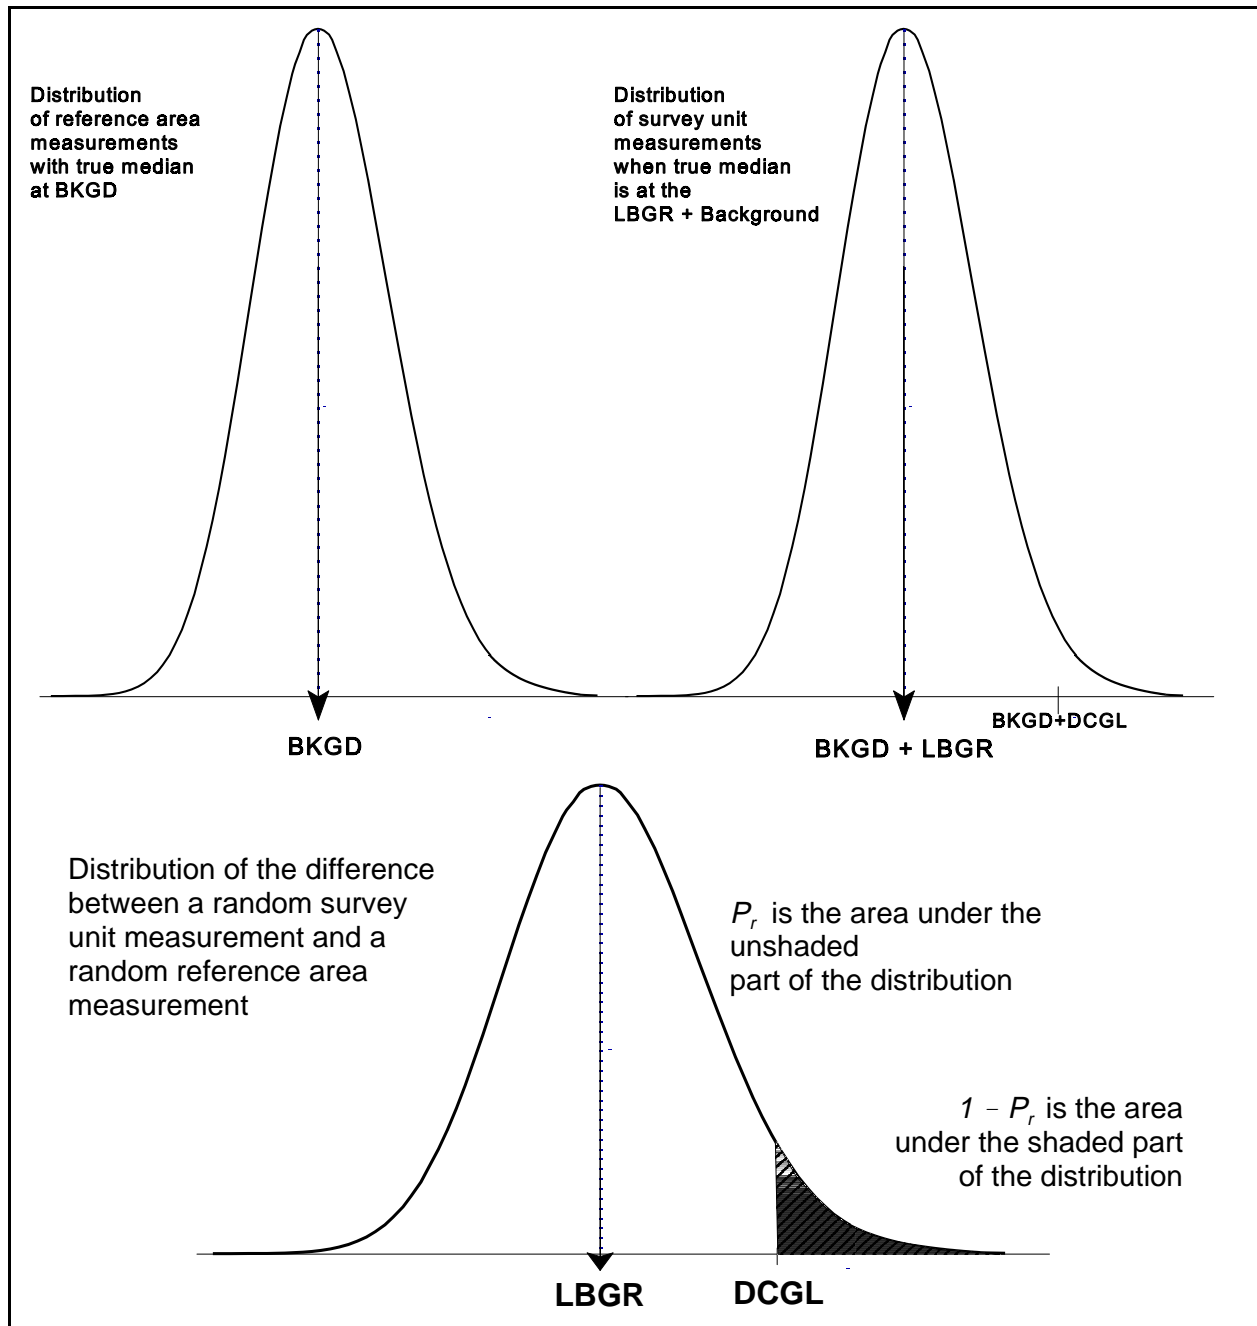 Distribution
of reference area
measurements
with true median
at BKGD
Distribution
of survey unit
measurements
when true median
is at the
LBGR + Background
BKGD
BKGD + LBGR
BKGD+DCGL
Distribution of the difference
between a random survey
unit measurement and a
random reference area
measurement
Pr is the area under the
unshaded
part of the distribution
1 − Pr is the area
under the shaded part
of the distribution
LBGR
DCGL